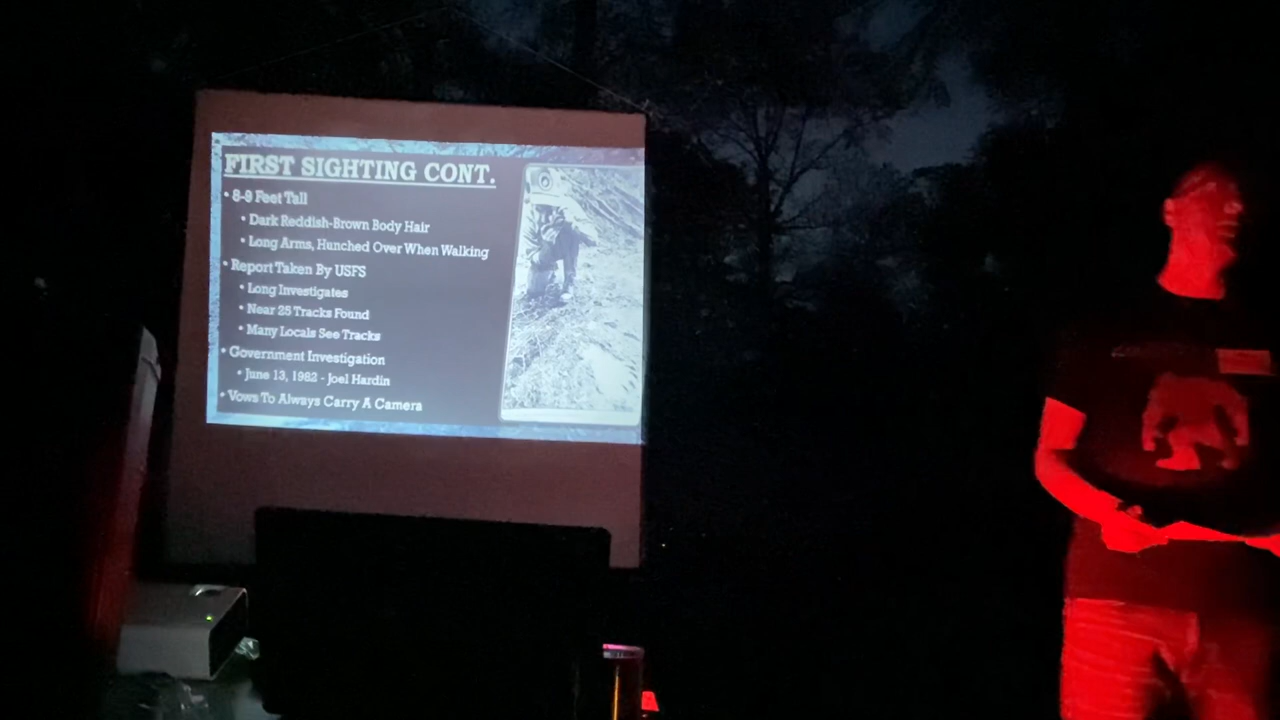 FIRST SIGHTING CONT.
• 8-9 Feet Tall
• Dark Reddish-Brown Body Hair
• Long Arms, Hunched Over When Walking
• Report Taken By USFS
• Long Investigates
• Near 25 Tracks Found
• Many Locals See Tracks
• Government Investigation
• June 13, 1982 - Joel Hardin
• Vows To Always Carry A Camera